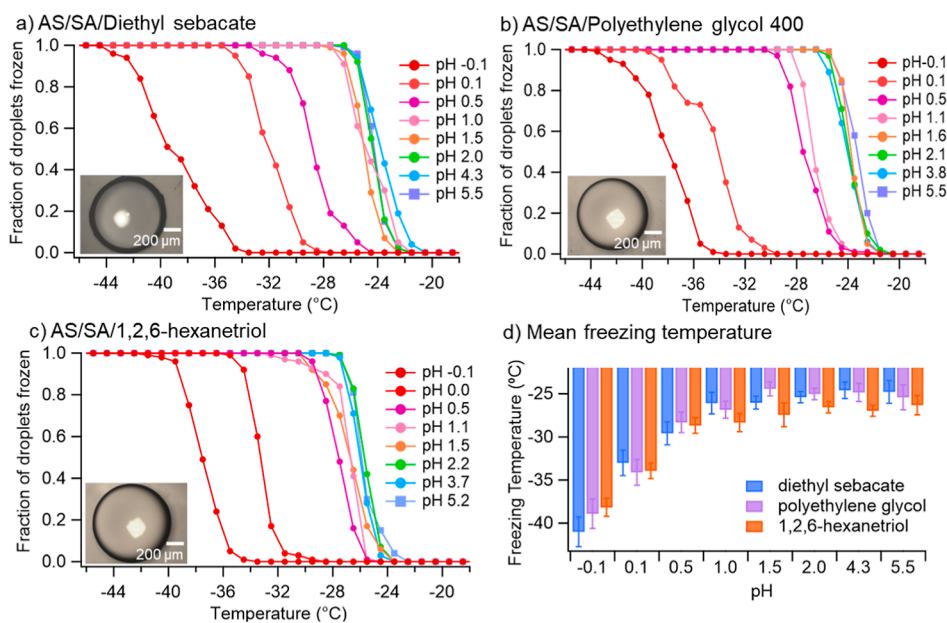 a) AS/SA/Diethyl sebacate
Fraction of droplets frozen
1.0
0.8
0.6
0.4
0.2
0.0
-44
-40
-36
-32
-28
-24
-20
Temperature (°C)
pH -0.1
pH 0.1
pH 0.5
pH 1.0
pH 1.5
pH 2.0
pH 4.3
pH 5.5
200 µm
b) AS/SA/Polyethylene glycol 400
Fraction of droplets frozen
1.0
0.8
0.6
0.4
0.2
0.0
-44
-40
-36
-32
-28
-24
-20
Temperature (°C)
pH-0.1
pH 0.1
pH 0.5
pH 1.1
pH 1.6
pH 2.1
pH 3.8
pH 5.5
200 µm
c) AS/SA/1,2,6-hexanetriol
Fraction of droplets frozen
1.0
0.8
0.6
0.4
0.2
0.0
-44
-40
-36
-32
-28
-24
-20
Temperature (°C)
pH -0.1
pH 0.0
pH 0.5
pH 1.1
pH 1.5
pH 2.2
pH 3.7
pH 5.2
200 µm
d) Mean freezing temperature
Freezing Temperature (ºC)
-25
-30
-35
-40
diethyl sebacate
polyethylene glycol
1,2,6-hexanetriol
-0.1
0.1
0.5
1.0
1.5
2.0
4.3
5.5
pH